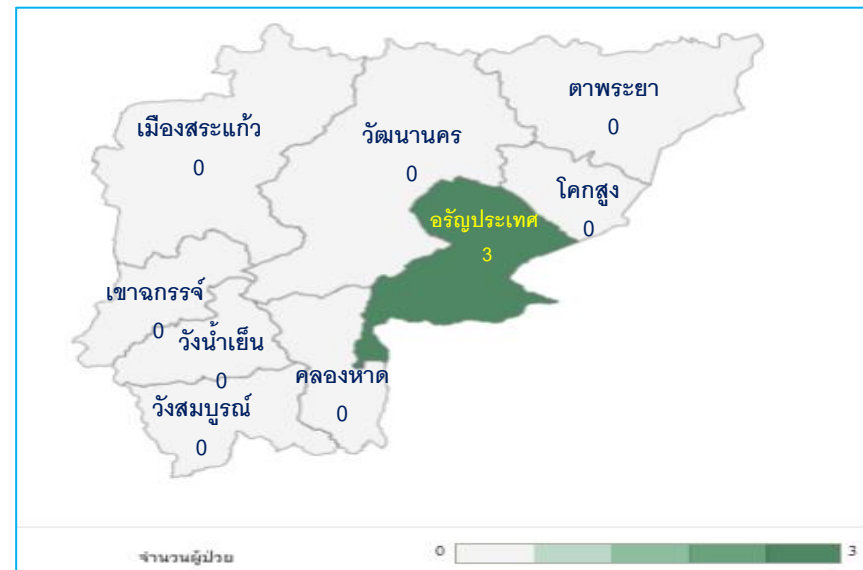 ตาพระยา
0
เมืองสระแก้ว
0
วัฒนานคร
0
โคกสูง
0
อรัญประเทศ
3
เขาฉกรรจ์
0
วังน้ำเย็น
0
คลองหาด
0
วังสมบูรณ์
0
จำนวนผู้ป่วย
0
3